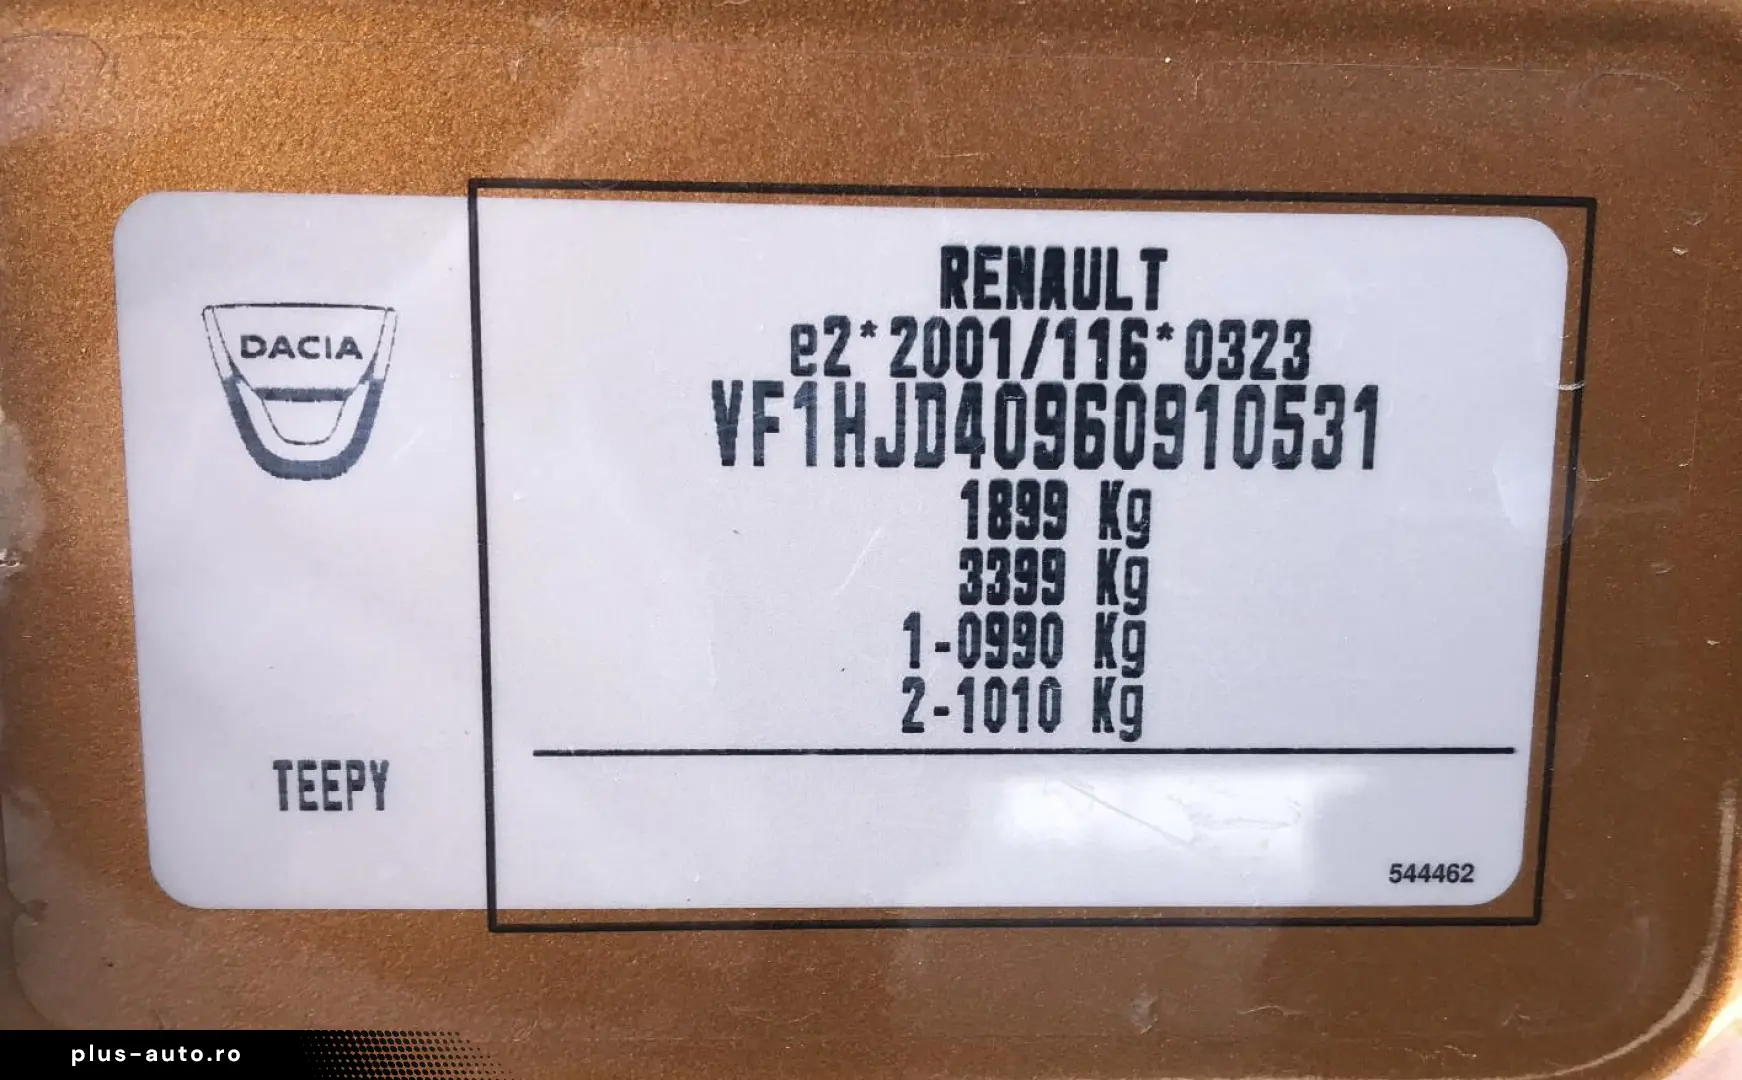 DACIA
TEEPY
RENAULT
e2*2001/116*0323
VF1HJD40960910531
1899 Kg
3399 Kg
1-0990 Kg
2-1010 Kg
544462
plus-auto.ro